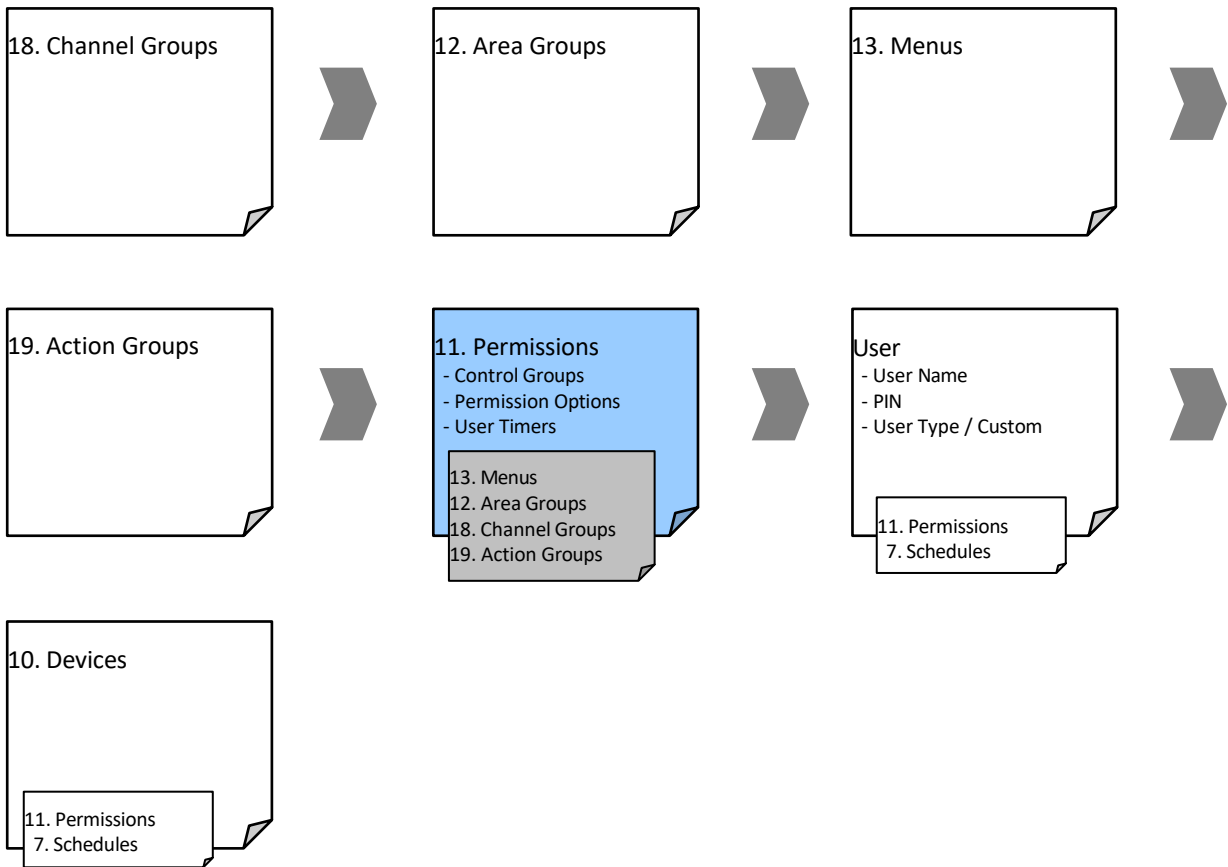 18. Channel Groups
12. Area Groups
13. Menus
19. Action Groups
11. Permissions
- Control Groups
- Permission Options
- User Timers
13. Menus
12. Area Groups
18. Channel Groups
19. Action Groups
User
- User Name
- PIN
- User Type / Custom
11. Permissions
7. Schedules
10. Devices
11. Permissions
7. Schedules